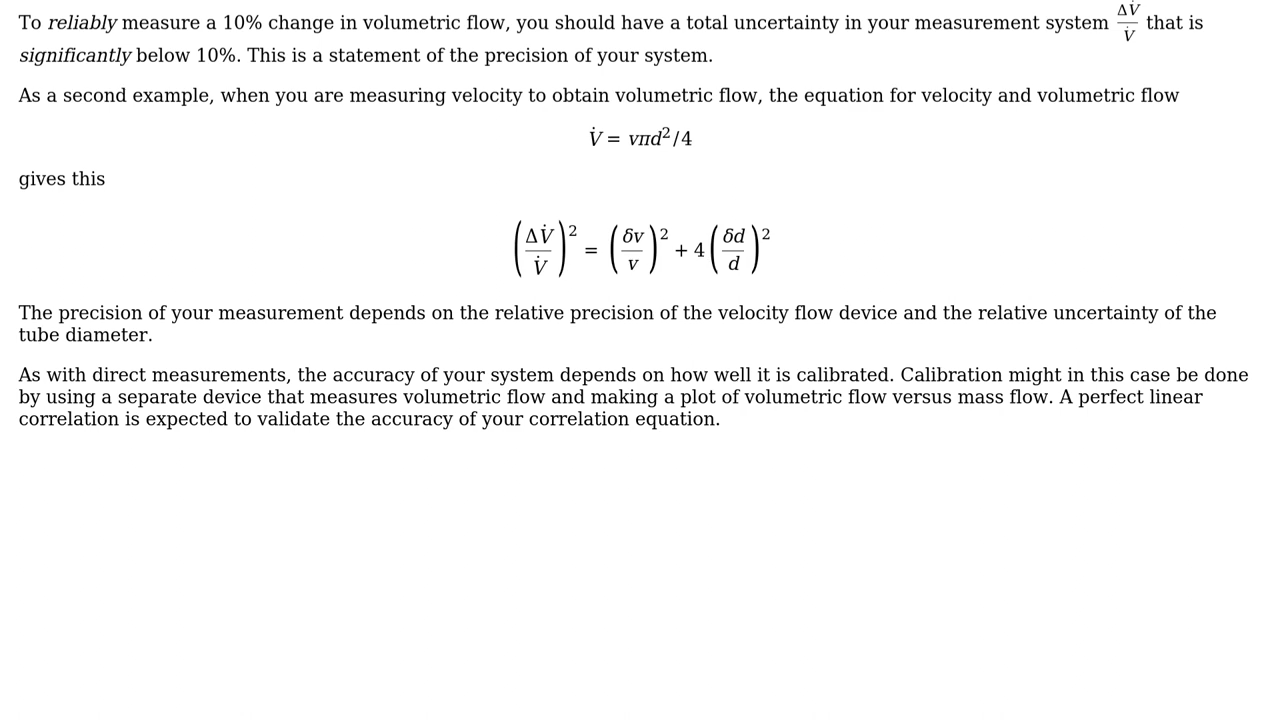 To reliably measure a 10% change in volumetric flow, you should have a total uncertainty in your measurement system ΔV̇/V̇ that is
significantly below 10%. This is a statement of the precision of your system.
As a second example, when you are measuring velocity to obtain volumetric flow, the equation for velocity and volumetric flow
V̇ = vπd²/4
gives this
(ΔV̇/V̇)² = (δv/v)² + 4(δd/d)²
The precision of your measurement depends on the relative precision of the velocity flow device and the relative uncertainty of the
tube diameter.
As with direct measurements, the accuracy of your system depends on how well it is calibrated. Calibration might in this case be done
by using a separate device that measures volumetric flow and making a plot of volumetric flow versus mass flow. A perfect linear
correlation is expected to validate the accuracy of your correlation equation.